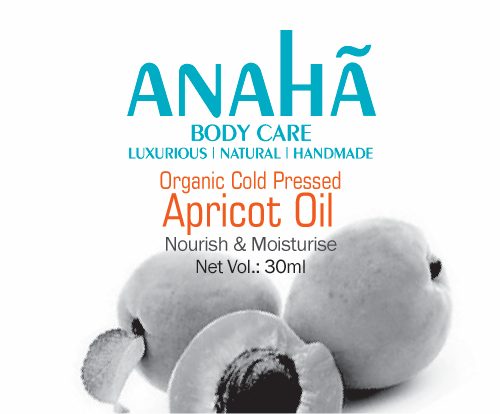 ANAHÃ
BODY CARE
LUXURIOUS | NATURAL | HANDMADE
Organic Cold Pressed
Apricot Oil
Nourish & Moisturise
Net Vol.: 30ml